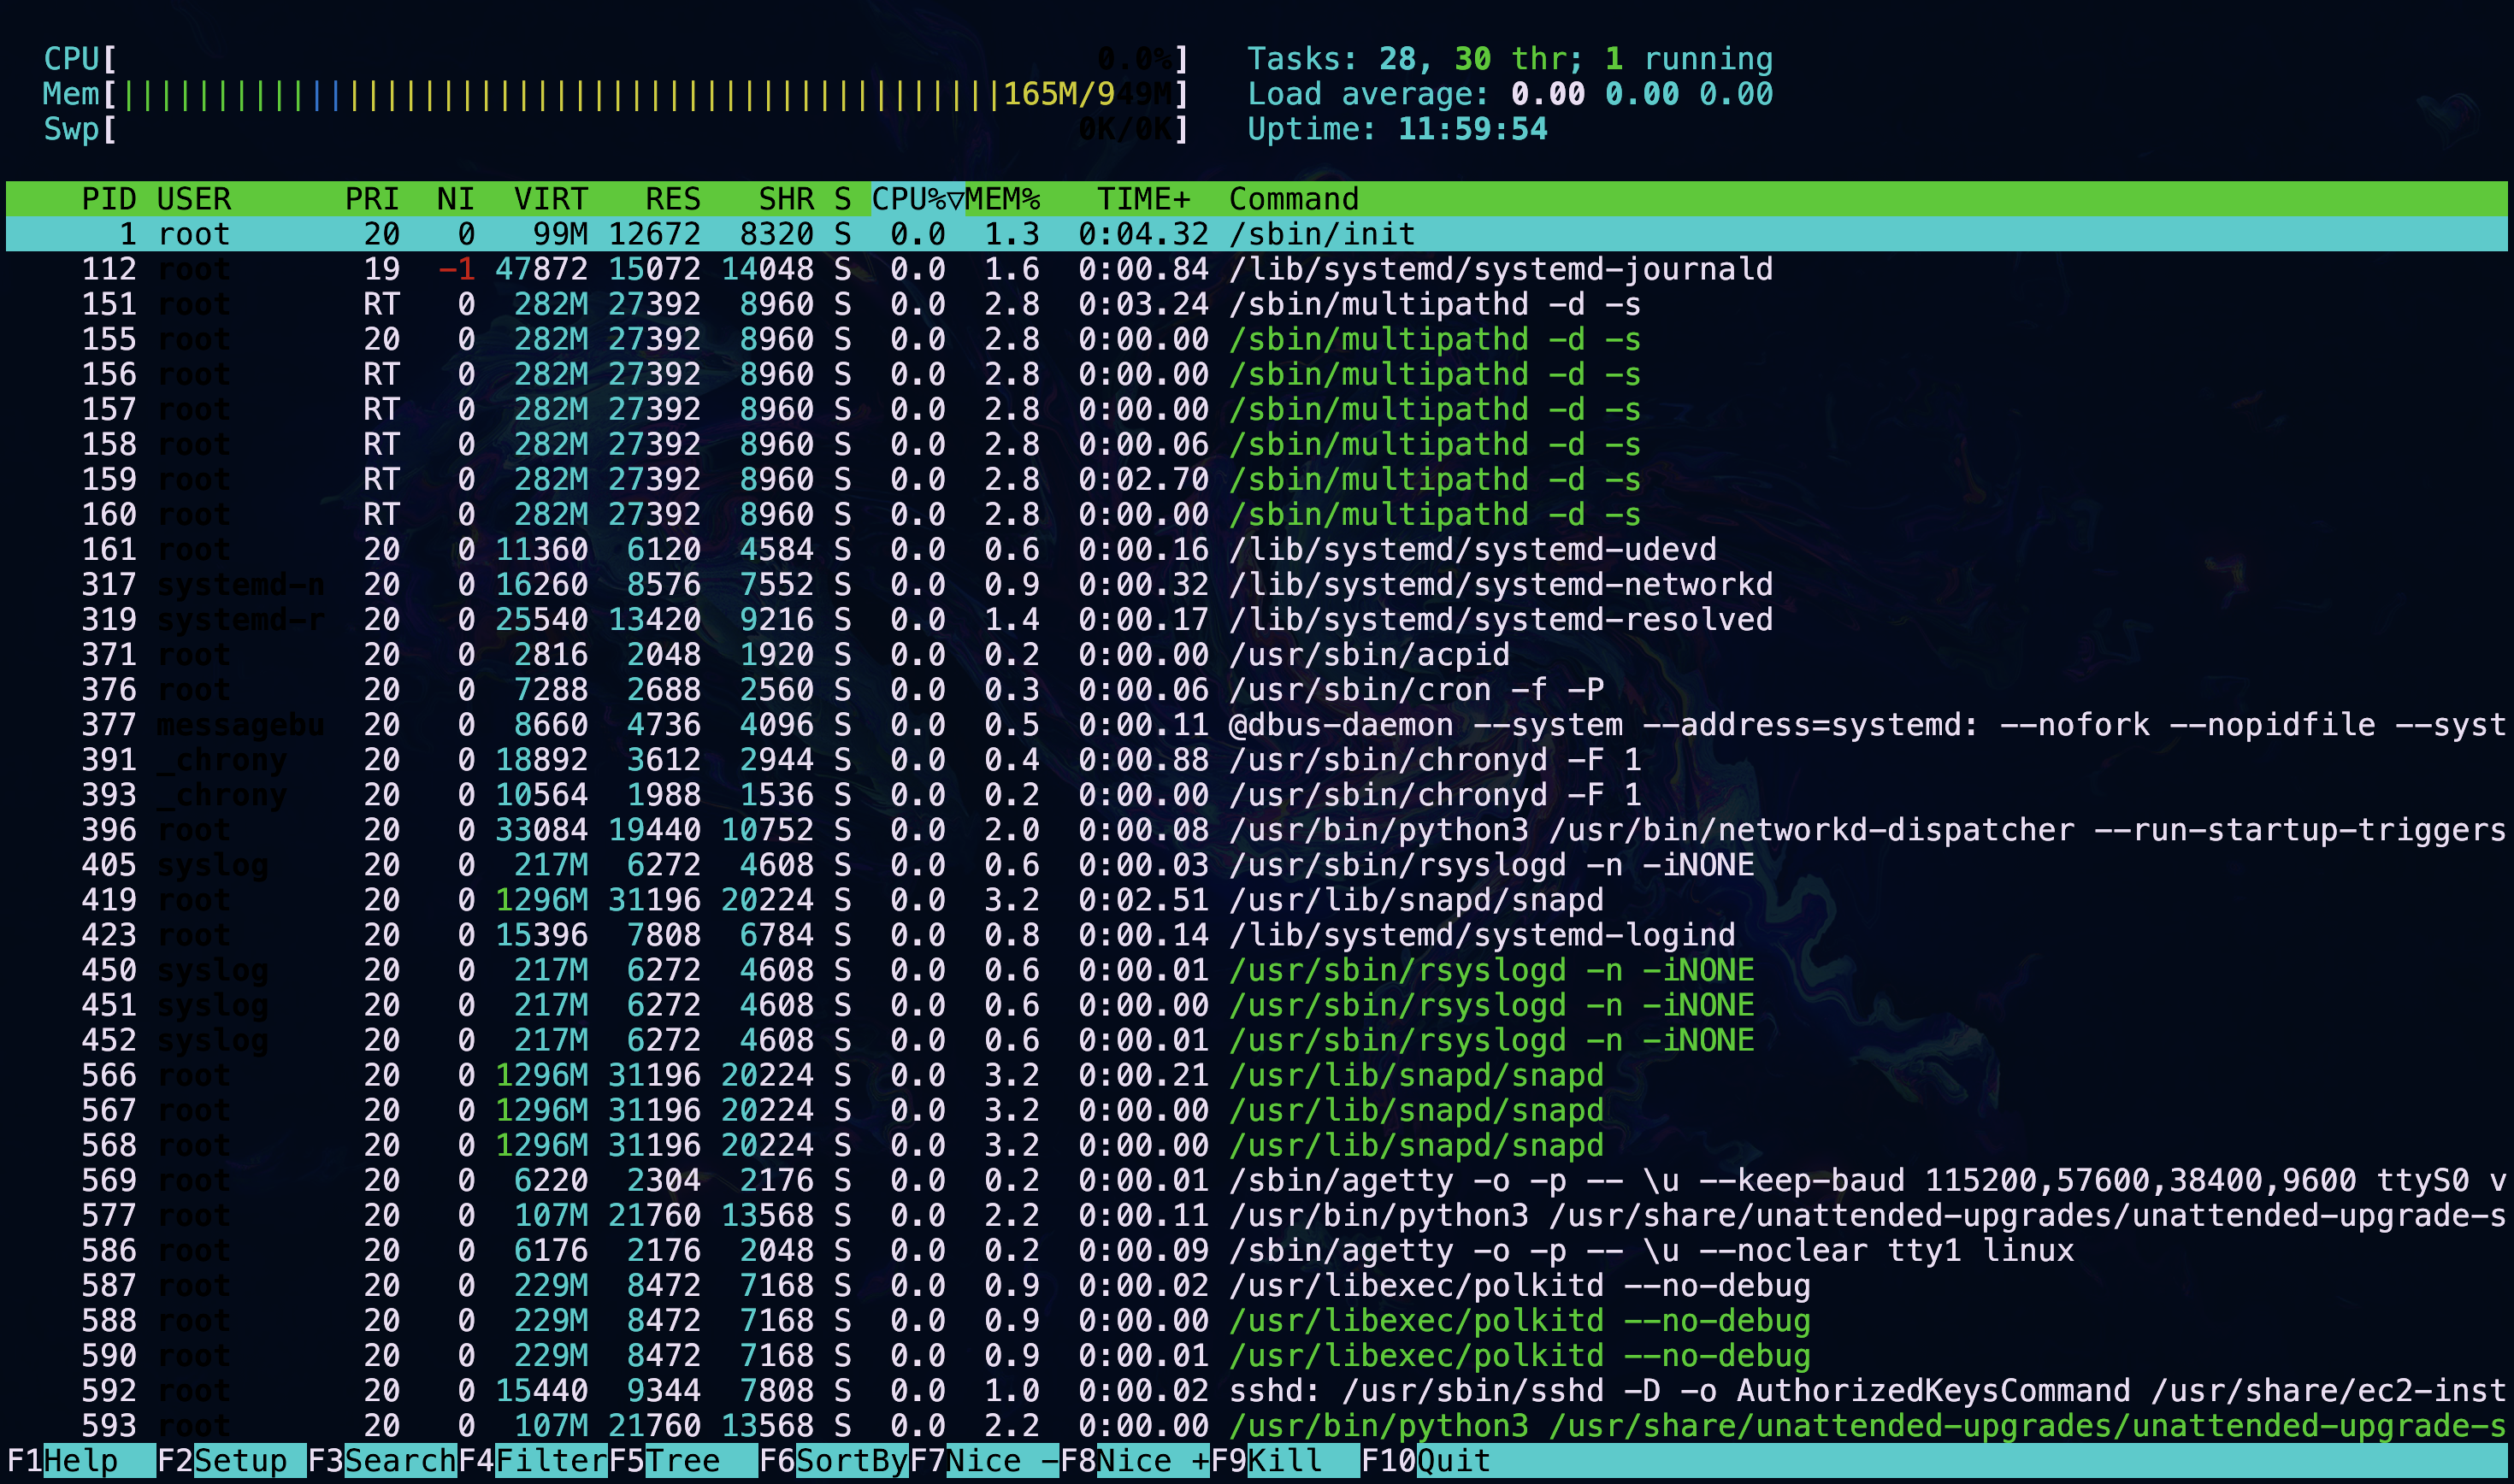 CPU[ 0.0%] Tasks: 28, 30 thr; 1 running
Mem[||||||||||||||||||||||||||||||||||||||||||||||||165M/949M] Load average: 0.00 0.00 0.00
Swp[ 0K/0K] Uptime: 11:59:54
PID USER PRI NI VIRT RES SHR S CPU%▽MEM% TIME+ Command
1 root 20 0 99M 12672 8320 S 0.0 1.3 0:04.32 /sbin/init
112 root 19 -1 47872 15072 14048 S 0.0 1.6 0:00.84 /lib/systemd/systemd-journald
151 root RT 0 282M 27392 8960 S 0.0 2.8 0:03.24 /sbin/multipathd -d -s
155 root 20 0 282M 27392 8960 S 0.0 2.8 0:00.00 /sbin/multipathd -d -s
156 root RT 0 282M 27392 8960 S 0.0 2.8 0:00.00 /sbin/multipathd -d -s
157 root RT 0 282M 27392 8960 S 0.0 2.8 0:00.00 /sbin/multipathd -d -s
158 root RT 0 282M 27392 8960 S 0.0 2.8 0:00.06 /sbin/multipathd -d -s
159 root RT 0 282M 27392 8960 S 0.0 2.8 0:02.70 /sbin/multipathd -d -s
160 root RT 0 282M 27392 8960 S 0.0 2.8 0:00.00 /sbin/multipathd -d -s
161 root 20 0 11360 6120 4584 S 0.0 0.6 0:00.16 /lib/systemd/systemd-udevd
317 systemd-n 20 0 16260 8576 7552 S 0.0 0.9 0:00.32 /lib/systemd/systemd-networkd
319 systemd-r 20 0 25540 13420 9216 S 0.0 1.4 0:00.17 /lib/systemd/systemd-resolved
371 root 20 0 2816 2048 1920 S 0.0 0.2 0:00.00 /usr/sbin/acpid
376 root 20 0 7288 2688 2560 S 0.0 0.3 0:00.06 /usr/sbin/cron -f -P
377 messagebu 20 0 8660 4736 4096 S 0.0 0.5 0:00.11 @dbus-daemon --system --address=systemd: --nofork --nopidfile --syst
391 _chrony 20 0 18892 3612 2944 S 0.0 0.4 0:00.88 /usr/sbin/chronyd -F 1
393 _chrony 20 0 10564 1988 1536 S 0.0 0.2 0:00.00 /usr/sbin/chronyd -F 1
396 root 20 0 33084 19440 10752 S 0.0 2.0 0:00.08 /usr/bin/python3 /usr/bin/networkd-dispatcher --run-startup-triggers
405 syslog 20 0 217M 6272 4608 S 0.0 0.6 0:00.03 /usr/sbin/rsyslogd -n -iNONE
419 root 20 0 1296M 31196 20224 S 0.0 3.2 0:02.51 /usr/lib/snapd/snapd
423 root 20 0 15396 7808 6784 S 0.0 0.8 0:00.14 /lib/systemd/systemd-logind
450 syslog 20 0 217M 6272 4608 S 0.0 0.6 0:00.01 /usr/sbin/rsyslogd -n -iNONE
451 syslog 20 0 217M 6272 4608 S 0.0 0.6 0:00.00 /usr/sbin/rsyslogd -n -iNONE
452 syslog 20 0 217M 6272 4608 S 0.0 0.6 0:00.01 /usr/sbin/rsyslogd -n -iNONE
566 root 20 0 1296M 31196 20224 S 0.0 3.2 0:00.21 /usr/lib/snapd/snapd
567 root 20 0 1296M 31196 20224 S 0.0 3.2 0:00.00 /usr/lib/snapd/snapd
568 root 20 0 1296M 31196 20224 S 0.0 3.2 0:00.00 /usr/lib/snapd/snapd
569 root 20 0 6220 2304 2176 S 0.0 0.2 0:00.01 /sbin/agetty -o -p -- \u --keep-baud 115200,57600,38400,9600 ttyS0 v
577 root 20 0 107M 21760 13568 S 0.0 2.2 0:00.11 /usr/bin/python3 /usr/share/unattended-upgrades/unattended-upgrade-s
586 root 20 0 6176 2176 2048 S 0.0 0.2 0:00.09 /sbin/agetty -o -p -- \u --noclear tty1 linux
587 root 20 0 229M 8472 7168 S 0.0 0.9 0:00.02 /usr/libexec/polkitd --no-debug
588 root 20 0 229M 8472 7168 S 0.0 0.9 0:00.00 /usr/libexec/polkitd --no-debug
590 root 20 0 229M 8472 7168 S 0.0 0.9 0:00.01 /usr/libexec/polkitd --no-debug
592 root 20 0 15440 9344 7808 S 0.0 1.0 0:00.02 sshd: /usr/sbin/sshd -D -o AuthorizedKeysCommand /usr/share/ec2-inst
593 root 20 0 107M 21760 13568 S 0.0 2.2 0:00.00 /usr/bin/python3 /usr/share/unattended-upgrades/unattended-upgrade-s
F1Help F2Setup F3SearchF4FilterF5Tree F6SortByF7Nice -F8Nice +F9Kill F10Quit